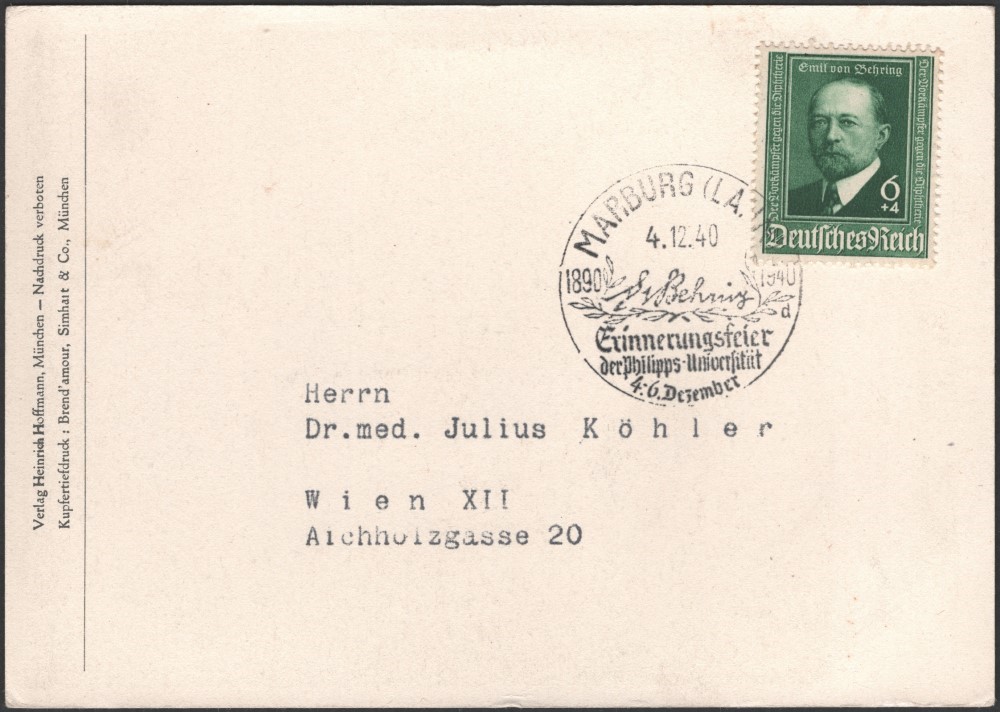 Verlag Heinrich Hoffmann, München — Nachdruck verboten
Kupfertiefdruck: Brend'amour, Simhart & Co., München
Emil von Behring
Der Vorkämpfer gegen die Diphtherie
Der Vorkämpfer gegen die Diphtherie
6
+4
Deutsches Reich
MARBURG (LA
4.12.40
1890
1940
Behring
d
Erinnerungsfeier
der Philipps-Universität
4.-6. Dezember
Herrn
Dr.med. Julius Köhler
Wien XII
Aichholzgasse 20